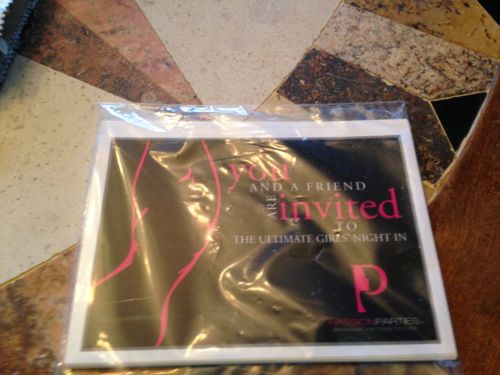 you
AND A FRIEND
ARE invited
TO
THE ULTIMATE GIRLS' NIGHT IN
P
PASSIONPARTIES